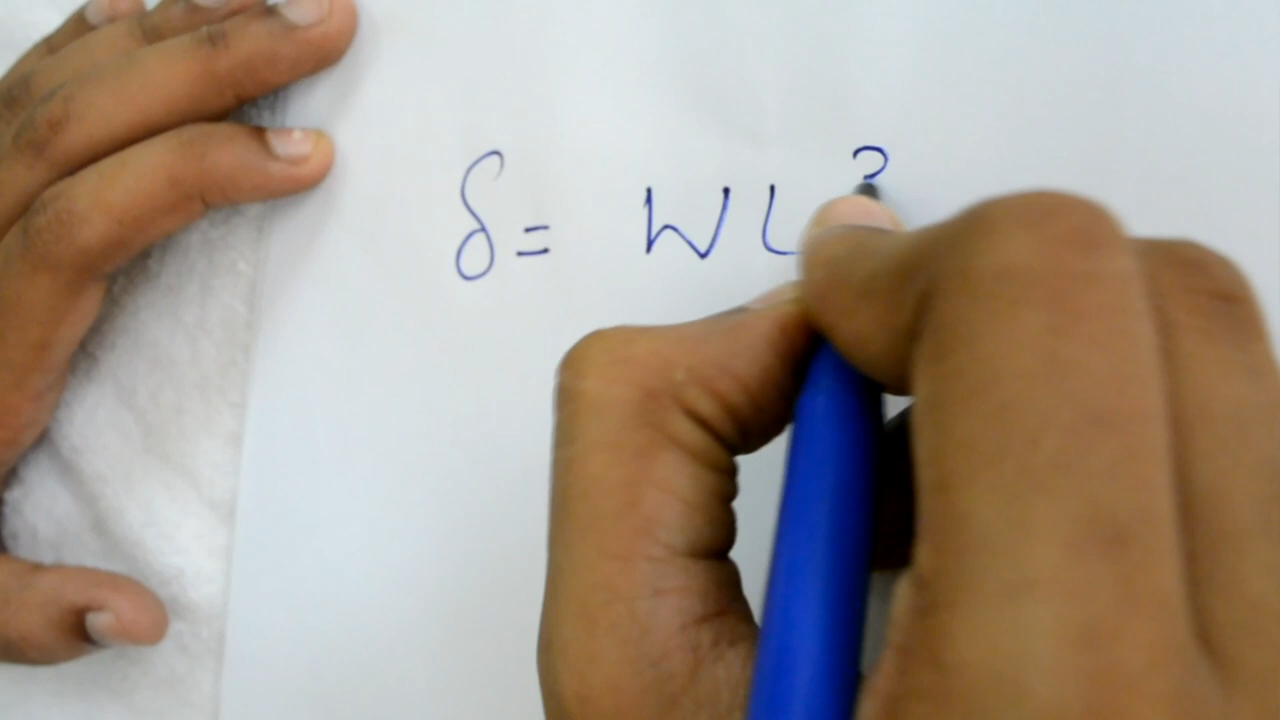 δ = WL³